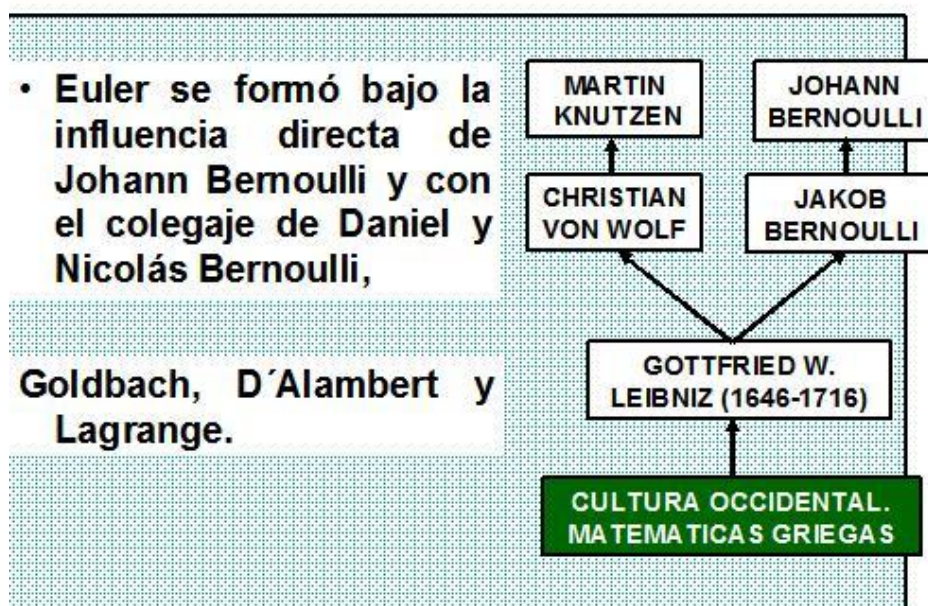 • Euler se formó bajo la
influencia directa de
Johann Bernoulli y con
el colegaje de Daniel y
Nicolás Bernoulli,
Goldbach, D´Alambert y
Lagrange.
MARTIN
KNUTZEN
JOHANN
BERNOULLI
CHRISTIAN
VON WOLF
JAKOB
BERNOULLI
GOTTFRIED W.
LEIBNIZ (1646-1716)
CULTURA OCCIDENTAL.
MATEMATICAS GRIEGAS